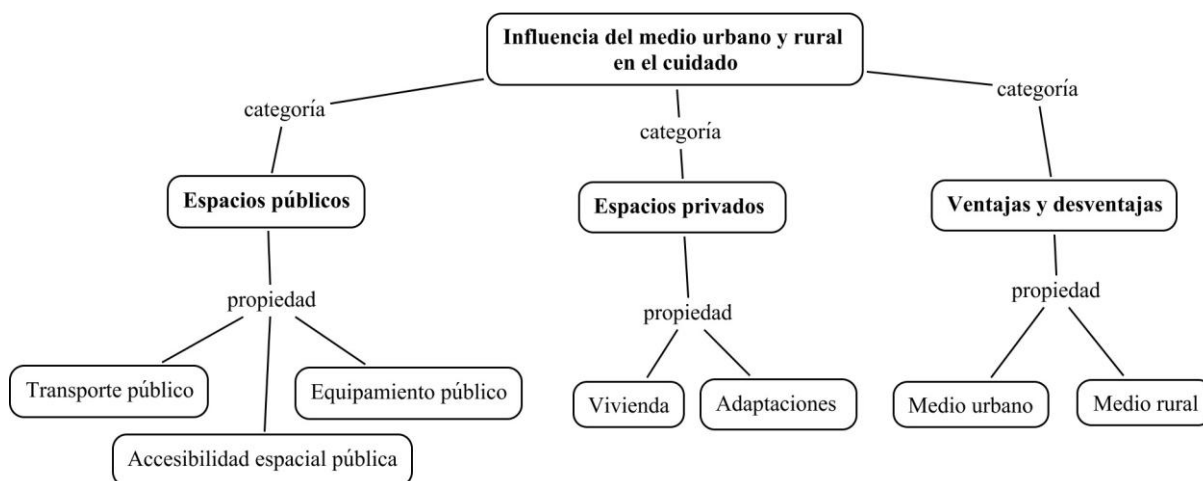 Influencia del medio urbano y rural
en el cuidado
categoría
categoría
categoría
Espacios públicos
Espacios privados
Ventajas y desventajas
propiedad
propiedad
propiedad
Transporte público
Equipamiento público
Accesibilidad espacial pública
Vivienda
Adaptaciones
Medio urbano
Medio rural